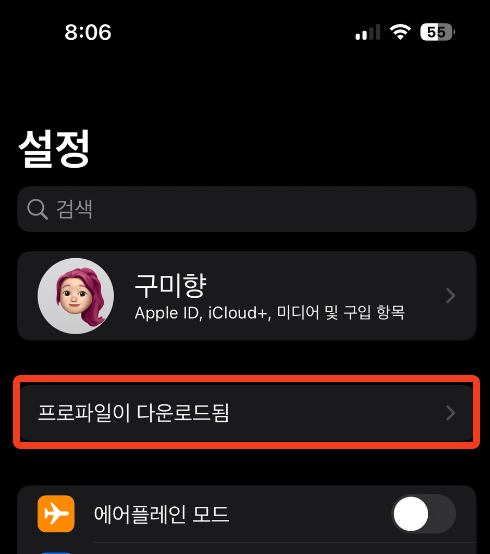 8:06
55
설정
검색
구미향
Apple ID, iCloud+, 미디어 및 구입 항목
프로파일이 다운로드됨
에어플레인 모드